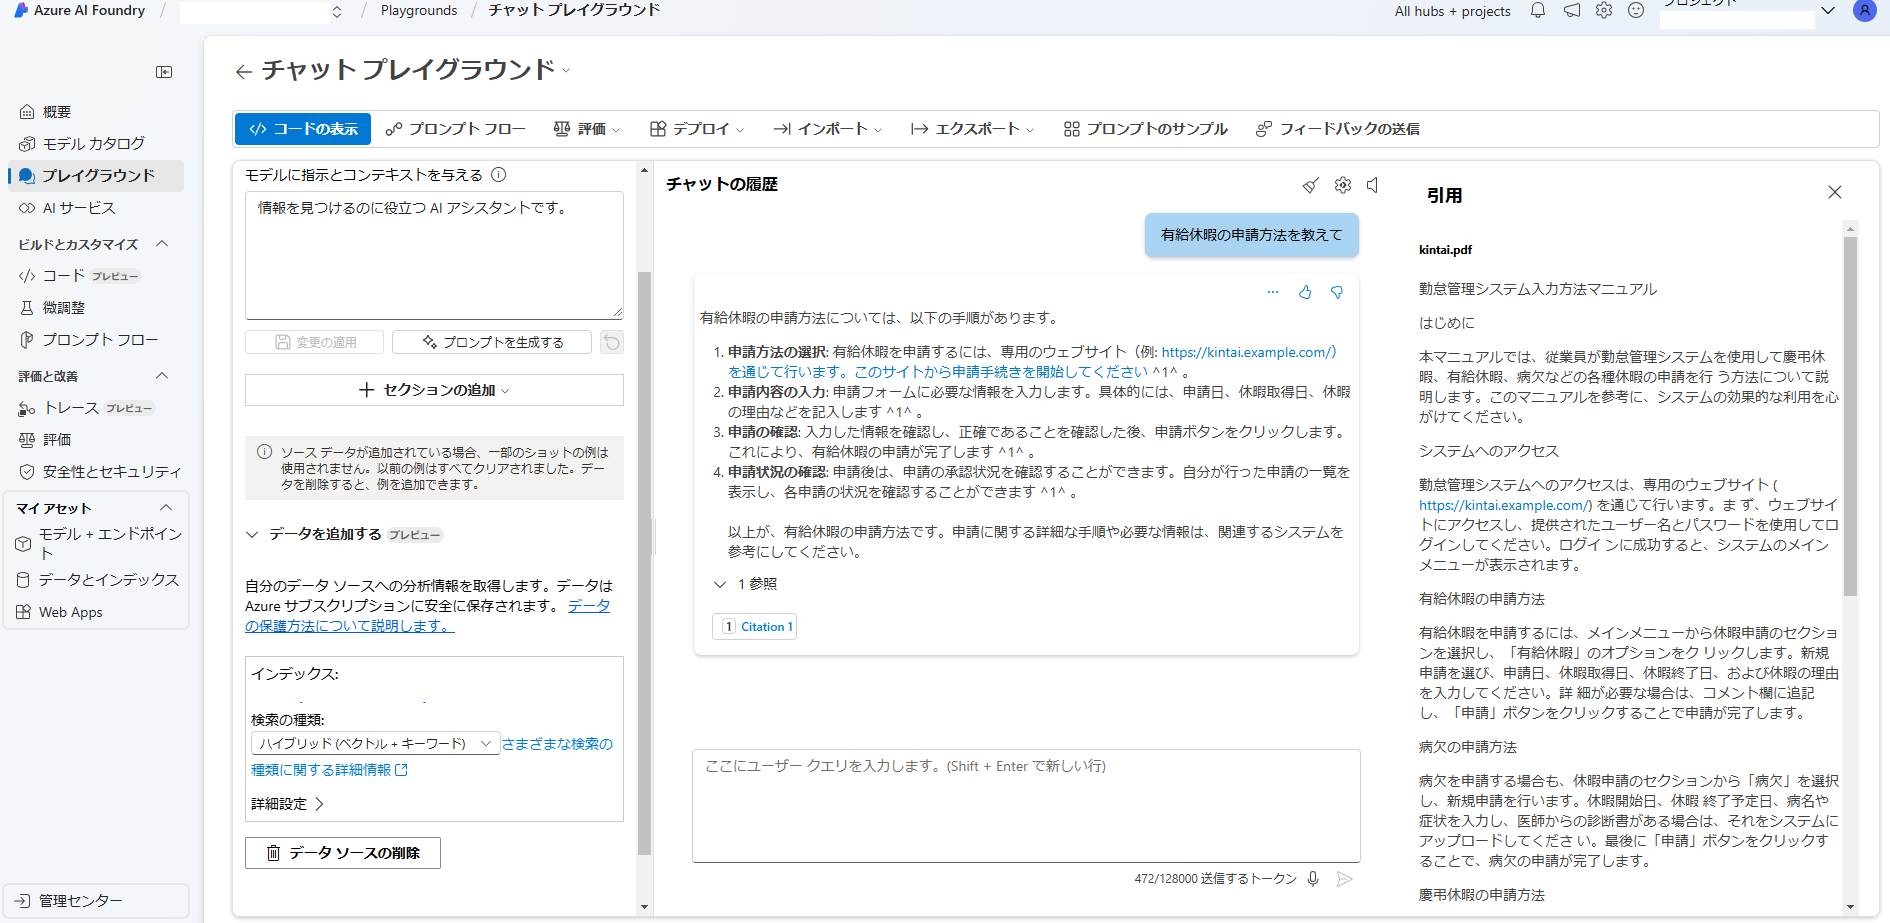 Azure AI Foundry / / Playgrounds / チャット プレイグラウンド
All hubs + projects
A
概要
モデル カタログ
プレイグラウンド
AI サービス
ビルドとカスタマイズ
コード プレビュー
微調整
プロンプト フロー
評価と改善
トレース プレビュー
評価
安全性とセキュリティ
マイ アセット
モデル + エンドポイン
ト
データとインデックス
Web Apps
管理センター
チャット プレイグラウンド
コードの表示
プロンプト フロー
評価
デプロイ
インポート
エクスポート
プロンプトのサンプル
フィードバックの送信
モデルに指示とコンテキストを与える
情報を見つけるのに役立つ AI アシスタントです。
変更の適用
プロンプトを生成する
セクションの追加
ソース データが追加されている場合、一部のショットの例は
使用されません。以前の例はすべてクリアされました。デー
タを削除すると、例を追加できます。
データを追加する プレビュー
自分のデータ ソースへの分析情報を取得します。データは
Azure サブスクリプションに安全に保存されます。 データ
の保護方法について説明します。
インデックス:
検索の種類:
ハイブリッド (ベクトル + キーワード) さまざまな検索の
種類に関する詳細情報
詳細設定
データ ソースの削除
チャットの履歴
有給休暇の申請方法を教えて
有給休暇の申請方法については、以下の手順があります。
1. 申請方法の選択: 有給休暇を申請するには、専用のウェブサイト（例: https://kintai.example.com/）
を通じて行います。このサイトから申請手続きを開始してください ^1^ 。
2. 申請内容の入力: 申請フォームに必要な情報を入力します。具体的には、申請日、休暇取得日、休暇
の理由などを記入します ^1^ 。
3. 申請の確認: 入力した情報を確認し、正確であることを確認した後、申請ボタンをクリックします。
これにより、有給休暇の申請が完了します ^1^ 。
4. 申請状況の確認: 申請後は、申請の承認状況を確認することができます。自分が行った申請の一覧を
表示し、各申請の状況を確認することができます ^1^ 。
以上が、有給休暇の申請方法です。申請に関する詳細な手順や必要な情報は、関連するシステムを
参考にしてください。
1 参照
1 Citation 1
ここにユーザー クエリを入力します。(Shift + Enter で新しい行)
472/128000 送信するトークン
引用
kintai.pdf
勤怠管理システム入力方法マニュアル
はじめに
本マニュアルでは、従業員が勤怠管理システムを使用して慶弔休
暇、有給休暇、病欠などの各種休暇の申請を行 う方法について説
明します。このマニュアルを参考に、システムの効果的な利用を心
がけてください。
システムへのアクセス
勤怠管理システムへのアクセスは、専用のウェブサイト (
https://kintai.example.com/) を通じて行います。ま ず、ウェブサイ
トにアクセスし、提供されたユーザー名とパスワードを使用してロ
グインしてください。ログイ ンに成功すると、システムのメイン
メニューが表示されます。
有給休暇の申請方法
有給休暇を申請するには、メインメニューから休暇申請のセクショ
ンを選択し、「有給休暇」のオプションをク リックします。新規
申請を選び、申請日、休暇取得日、休暇終了日、および休暇の理由
を入力してください。詳 細が必要な場合は、コメント欄に追記
し、「申請」ボタンをクリックすることで申請が完了します。
病欠の申請方法
病欠を申請する場合も、休暇申請のセクションから「病欠」を選択
し、新規申請を行います。休暇開始日、休暇 終了予定日、病名や
症状を入力し、医師からの診断書がある場合は、それをシステムに
アップロードしてくださ い。最後に「申請」ボタンをクリックす
ることで、病欠の申請が完了します。
慶弔休暇の申請方法